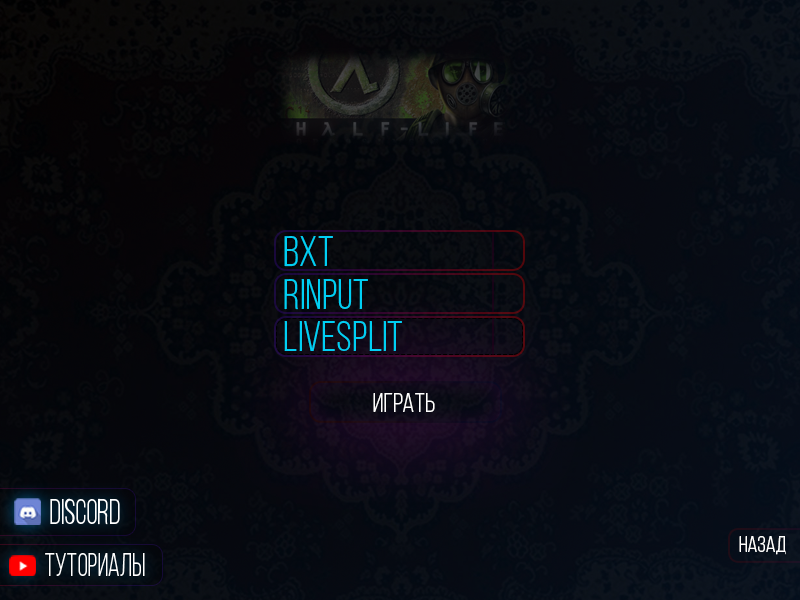 HALF-LIFE
BXT
RINPUT
LIVESPLIT
ИГРАТЬ
DISCORD
ТУТОРИАЛЫ
НАЗАД